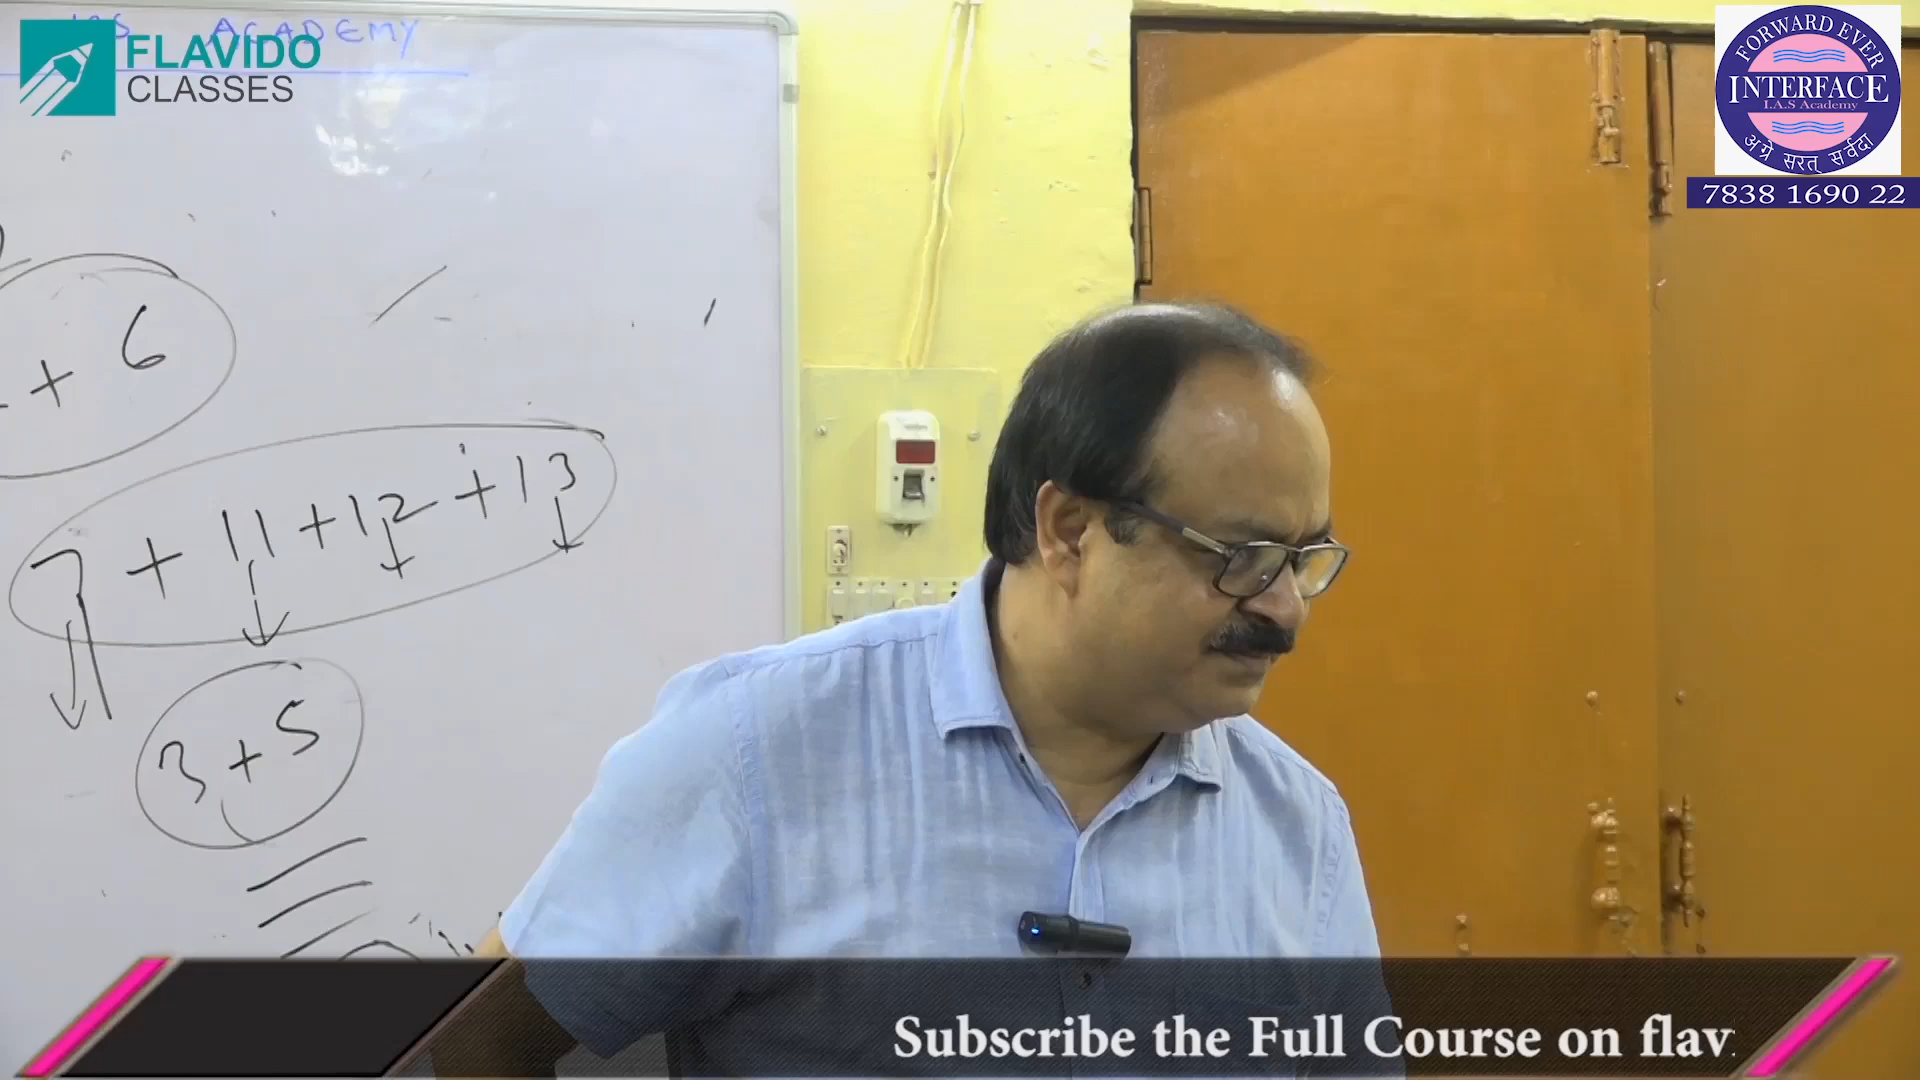 ACADEMY
FLAVIDO
CLASSES
FORWARD EVER
INTERFACE
I.A.S Academy
अग्रे सरत् सर्वदा
7838 1690 22
+ 6
7 + 11 + 12 + 13
3 + 5
Subscribe the Full Course on flav